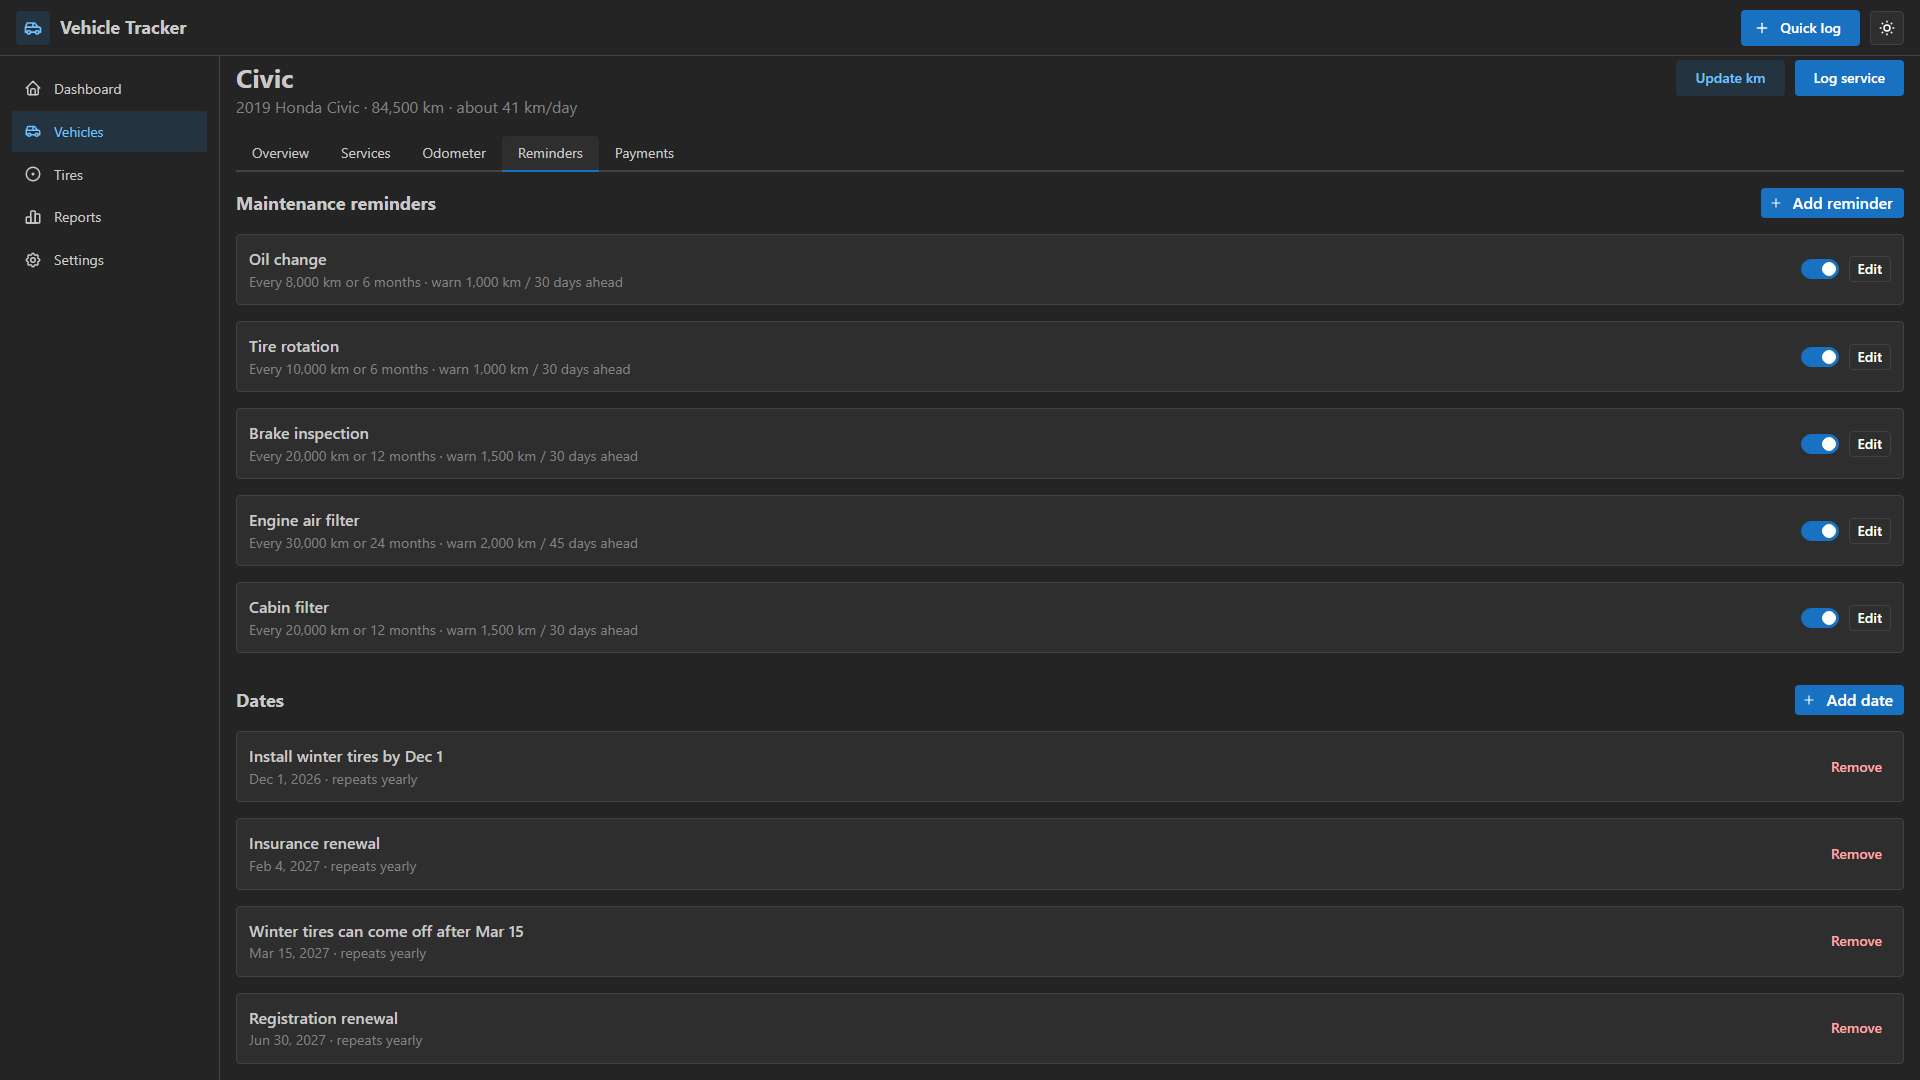 Vehicle Tracker
Quick log
Dashboard
Vehicles
Tires
Reports
Settings
Civic
2019 Honda Civic · 84,500 km · about 41 km/day
Update km
Log service
Overview
Services
Odometer
Reminders
Payments
Maintenance reminders
Add reminder
Oil change
Every 8,000 km or 6 months · warn 1,000 km / 30 days ahead
Edit
Tire rotation
Every 10,000 km or 6 months · warn 1,000 km / 30 days ahead
Edit
Brake inspection
Every 20,000 km or 12 months · warn 1,500 km / 30 days ahead
Edit
Engine air filter
Every 30,000 km or 24 months · warn 2,000 km / 45 days ahead
Edit
Cabin filter
Every 20,000 km or 12 months · warn 1,500 km / 30 days ahead
Edit
Dates
Add date
Install winter tires by Dec 1
Dec 1, 2026 · repeats yearly
Remove
Insurance renewal
Feb 4, 2027 · repeats yearly
Remove
Winter tires can come off after Mar 15
Mar 15, 2027 · repeats yearly
Remove
Registration renewal
Jun 30, 2027 · repeats yearly
Remove